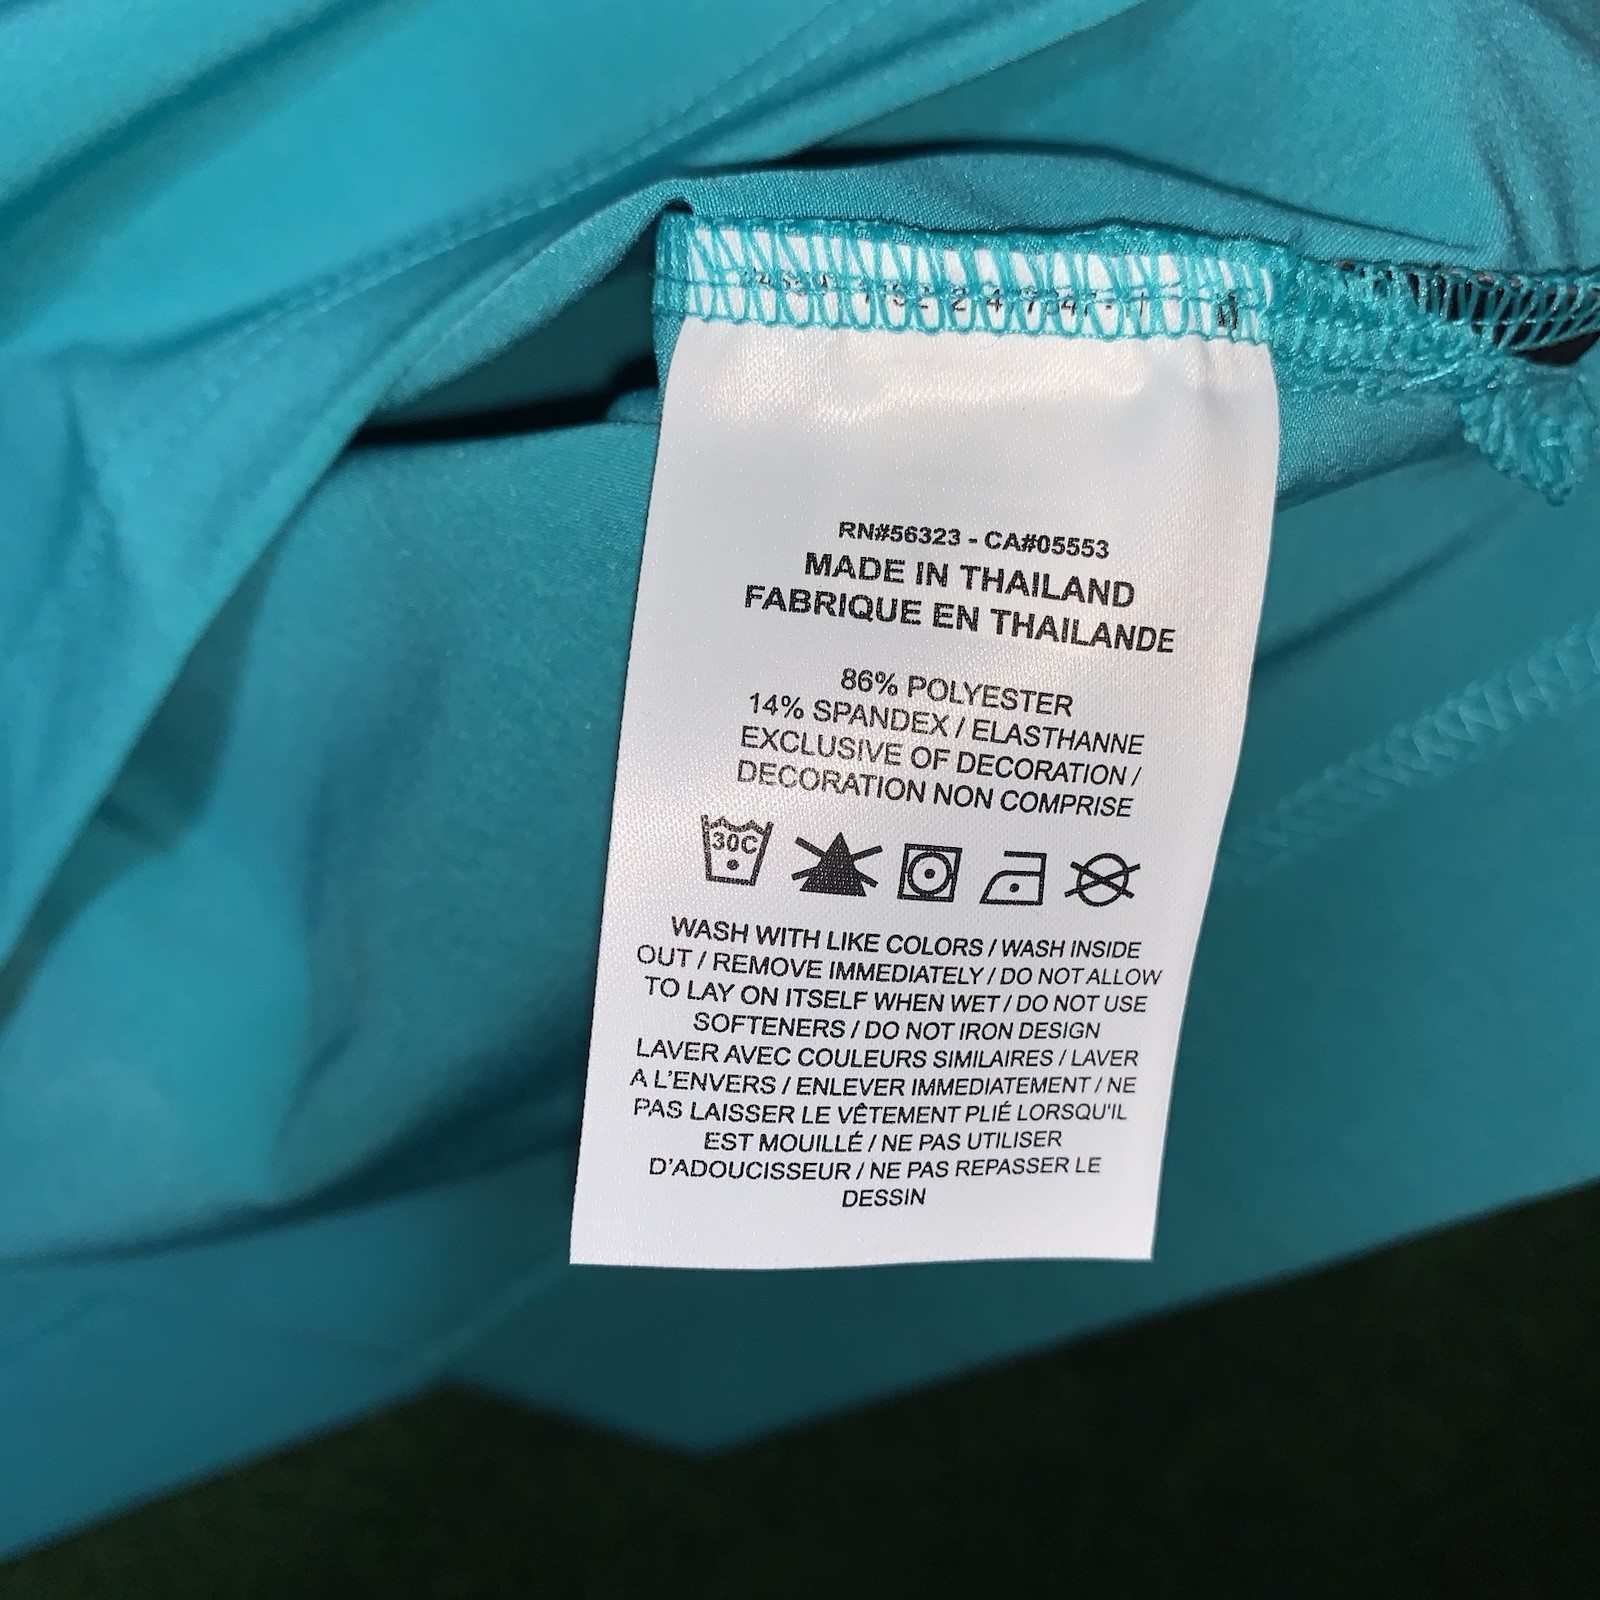 RN#56323 - CA#05553
MADE IN THAILAND
FABRIQUE EN THAILANDE
86% POLYESTER
14% SPANDEX / ELASTHANNE
EXCLUSIVE OF DECORATION /
DECORATION NON COMPRISE
30C
WASH WITH LIKE COLORS / WASH INSIDE
OUT / REMOVE IMMEDIATELY / DO NOT ALLOW
TO LAY ON ITSELF WHEN WET / DO NOT USE
SOFTENERS / DO NOT IRON DESIGN
LAVER AVEC COULEURS SIMILAIRES / LAVER
A L'ENVERS / ENLEVER IMMEDIATEMENT / NE
PAS LAISSER LE VÊTEMENT PLIÉ LORSQU'IL
EST MOUILLÉ / NE PAS UTILISER
D'ADOUCISSEUR / NE PAS REPASSER LE
DESSIN